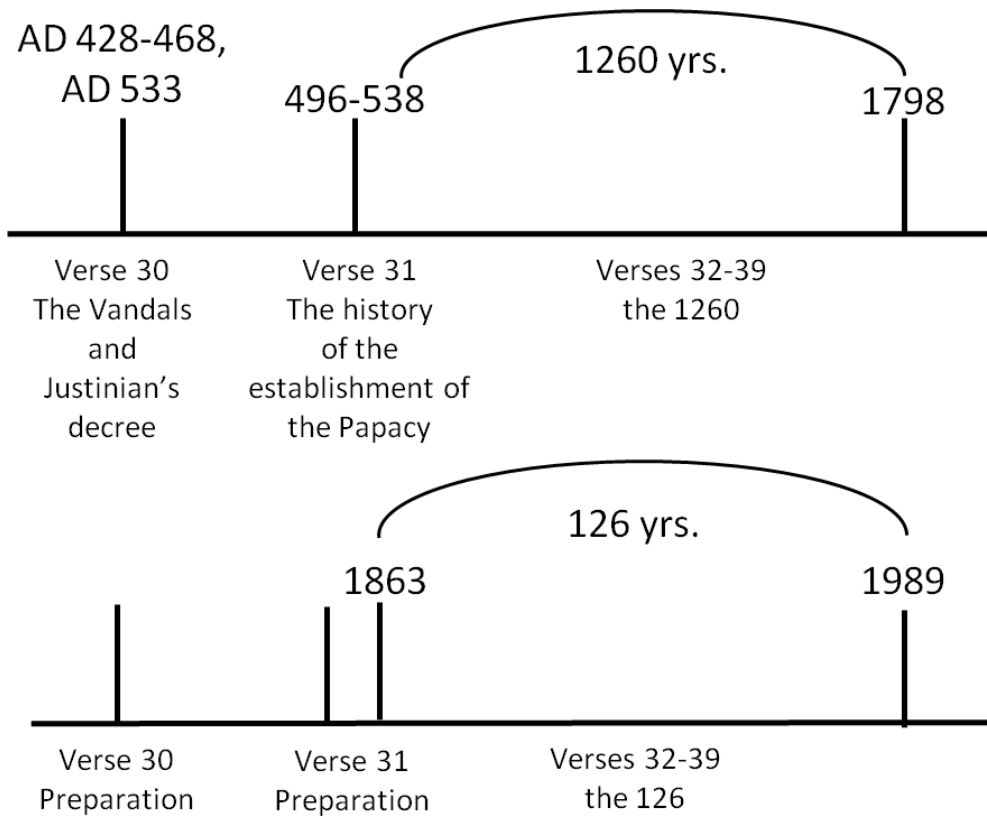 AD 428-468,
AD 533
496-538
1260 yrs.
1798
Verse 30
The Vandals
and
Justinian’s
decree
Verse 31
The history
of the
establishment of
the Papacy
Verses 32-39
the 1260
126 yrs.
1863
1989
Verse 30
Preparation
Verse 31
Preparation
Verses 32-39
the 126